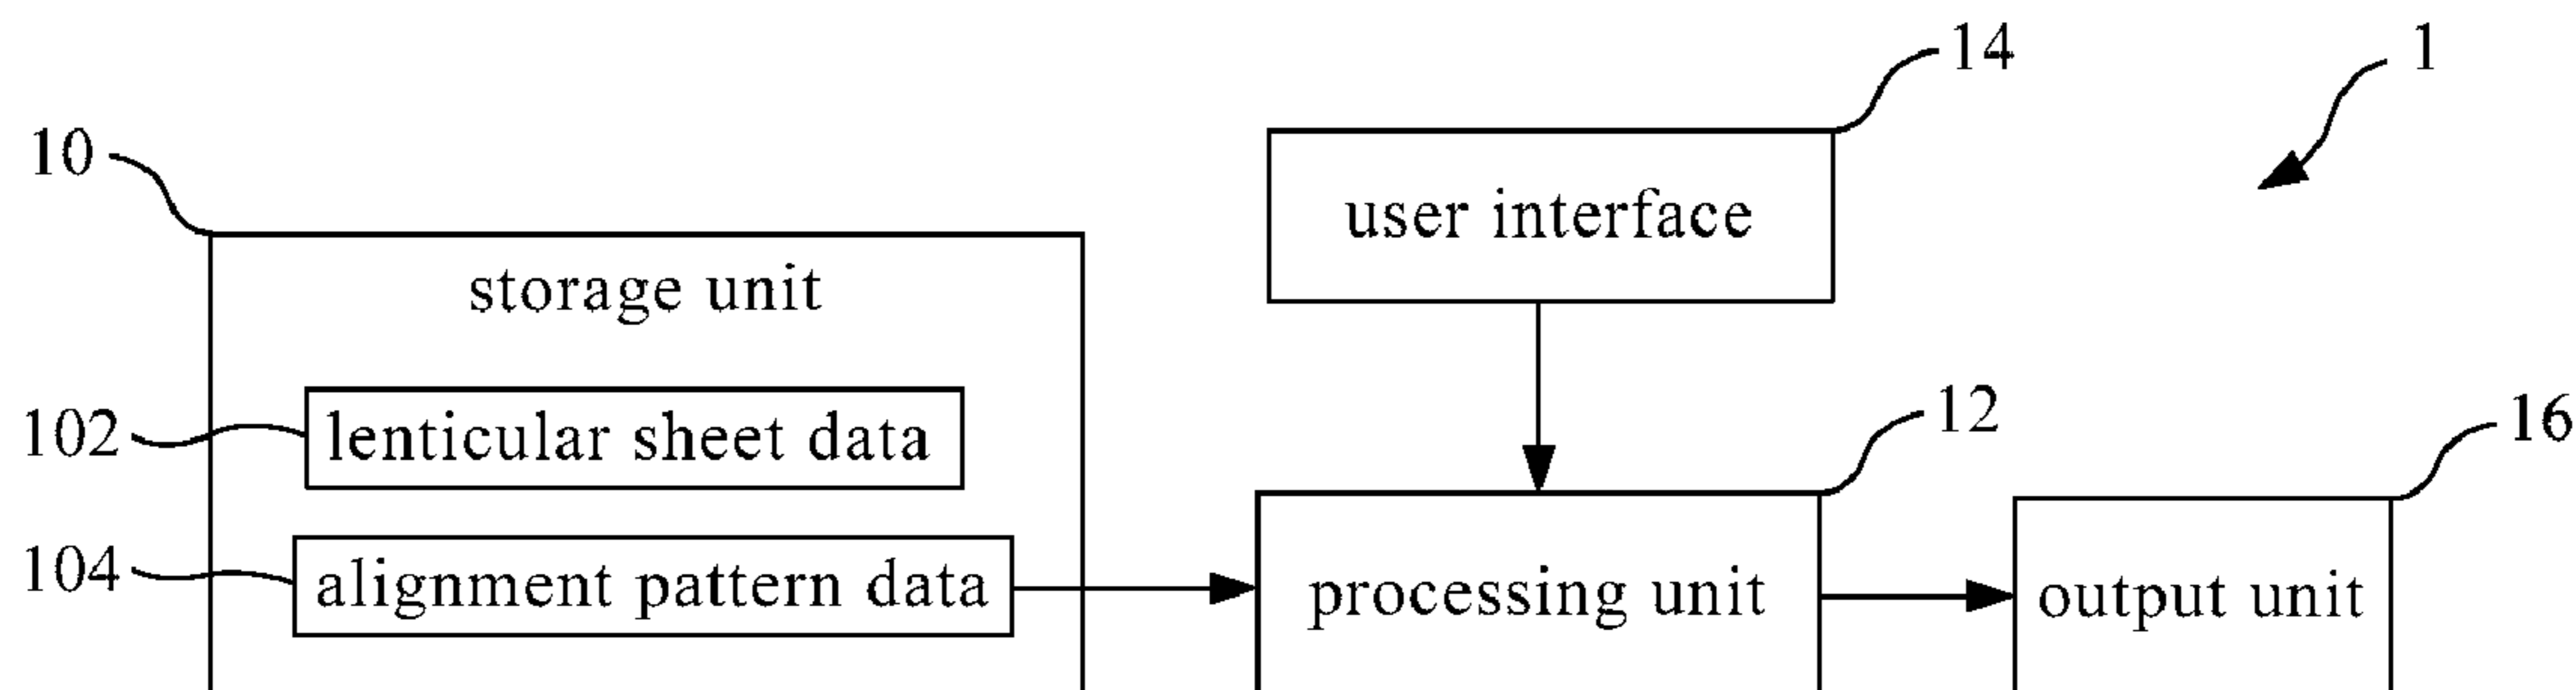 14
1
10
user interface
storage unit
102
lenticular sheet data
12
16
104
alignment pattern data
processing unit
output unit